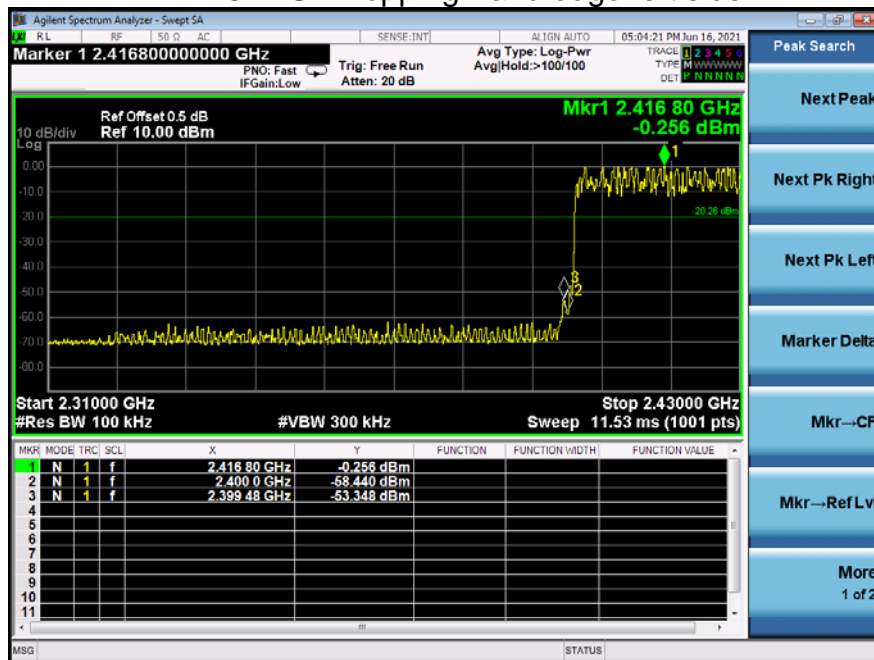 Agilent Spectrum Analyzer - Swept SA
RL RF 50 Ω AC SENSE:INT ALIGN AUTO 05:04:21 PM Jun 16, 2021
Marker 1 2.416800000000 GHz
PNO: Fast
IFGain:Low
Trig: Free Run
Atten: 20 dB
Avg Type: Log-Pwr
Avg|Hold:>100/100
TRACE 1 2 3 4 5 6
TYPE M W W W W W
DET P N N N N N
Peak Search
Mkr1 2.416 80 GHz
-0.256 dBm
Ref Offset 0.5 dB
10 dB/div Ref 10.00 dBm
Log
1
0.00
-10.0
-20.0
-20.26 dBm
-30.0
-40.0
3
-50.0
2
-60.0
-70.0
-80.0
Start 2.31000 GHz Stop 2.43000 GHz
#Res BW 100 kHz #VBW 300 kHz Sweep 11.53 ms (1001 pts)
MKR MODE TRC SCL X Y FUNCTION FUNCTION WIDTH FUNCTION VALUE
1 N 1 f 2.416 80 GHz -0.256 dBm
2 N 1 f 2.400 0 GHz -58.440 dBm
3 N 1 f 2.399 48 GHz -53.348 dBm
4
5
6
7
8
9
10
11
MSG STATUS
Next Peak
Next Pk Right
Next Pk Left
Marker Delta
Mkr→CF
Mkr→Ref Lvl
More
1 of 2